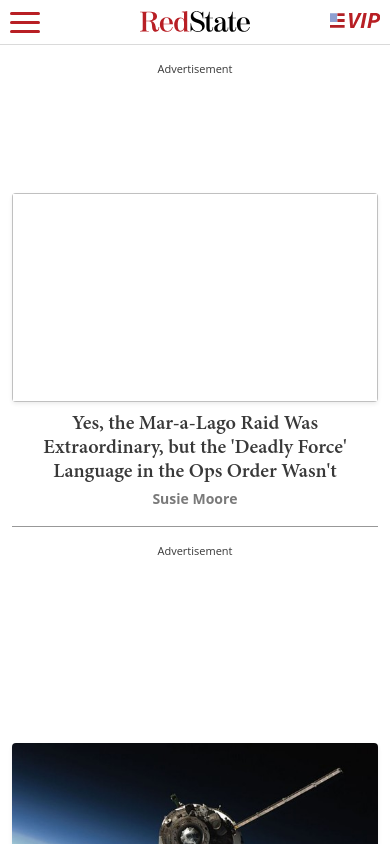 RedState
VIP
Advertisement
Yes, the Mar-a-Lago Raid Was
Extraordinary, but the 'Deadly Force'
Language in the Ops Order Wasn't
Susie Moore
Advertisement